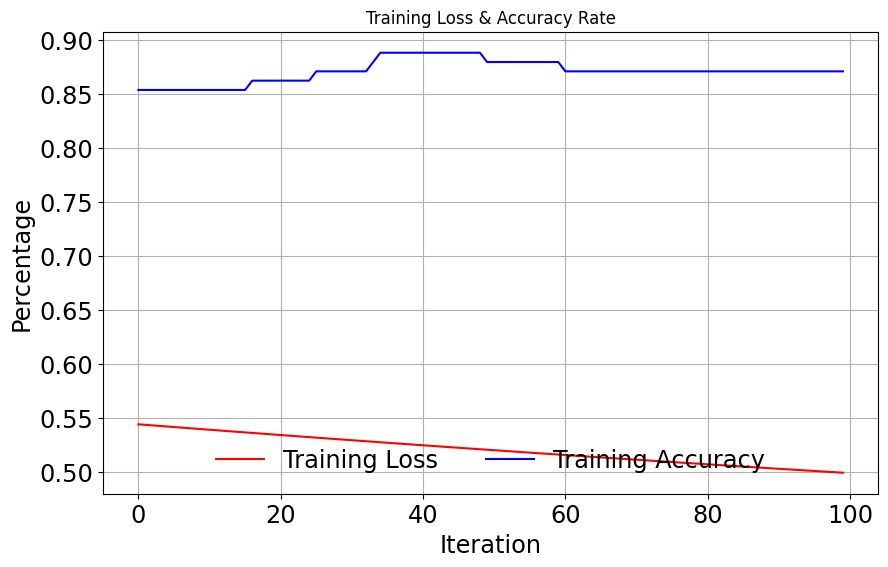 Training Loss & Accuracy Rate
0.90
0.85
0.80
0.75
0.70
0.65
0.60
0.55
0.50
Percentage
Training Loss Training Accuracy
0 20 40 60 80 100
Iteration